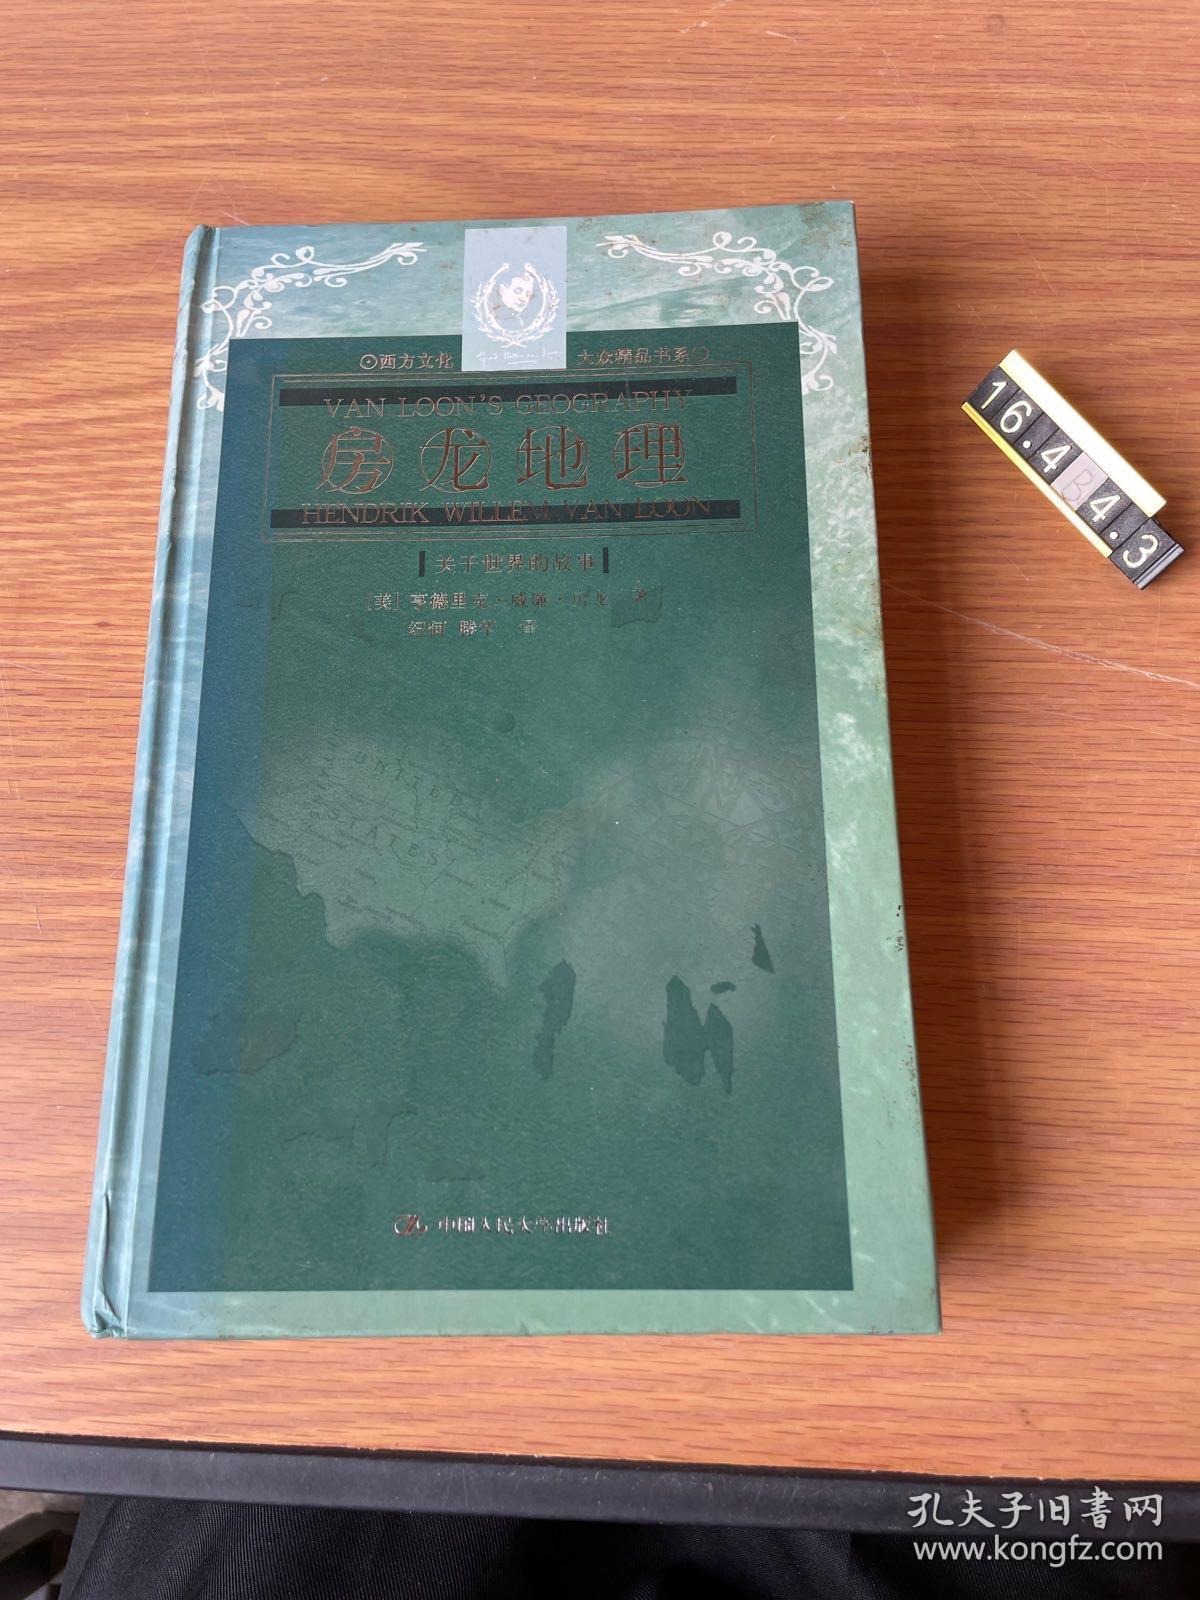 西方文化 大众精品书系
VAN LOON'S GEOGRAPHY
房龙地理
HENDRIK WILLEM VAN LOON
关于世界的故事
[美]亨德里克·威廉·房龙 著
纪何 滕华 译
UNITED
STATES
中国人民大学出版社
16.4B4.3
孔夫子旧书网
www.kongfz.com